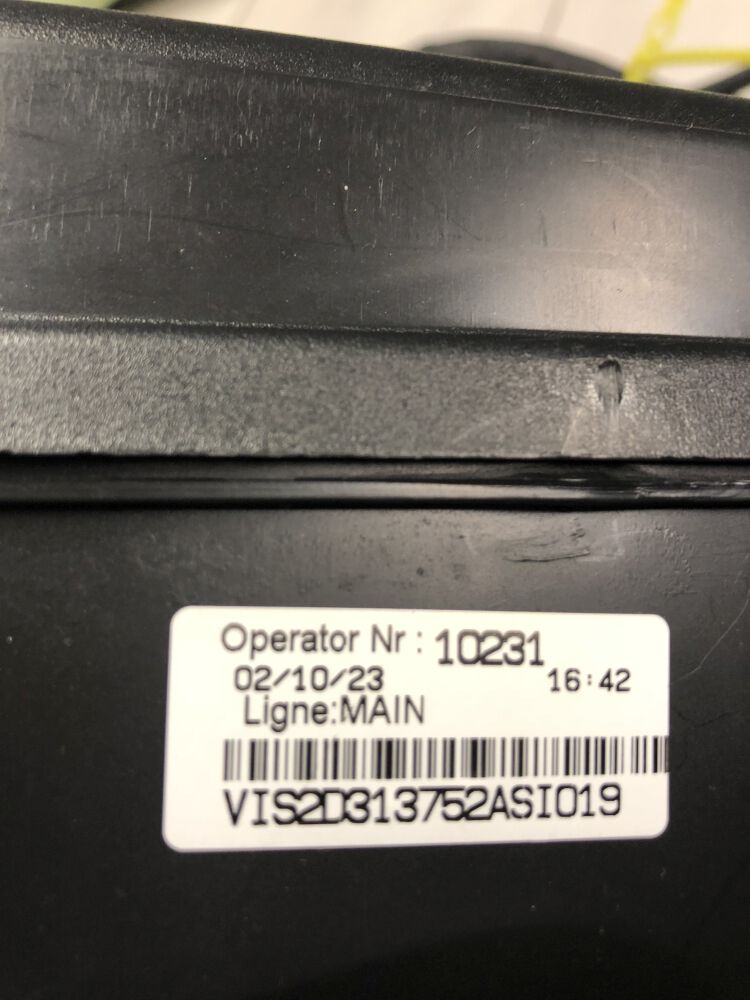 Operator Nr : 10231
02/10/23 16:42
Ligne:MAIN
VIS2D313752ASI019